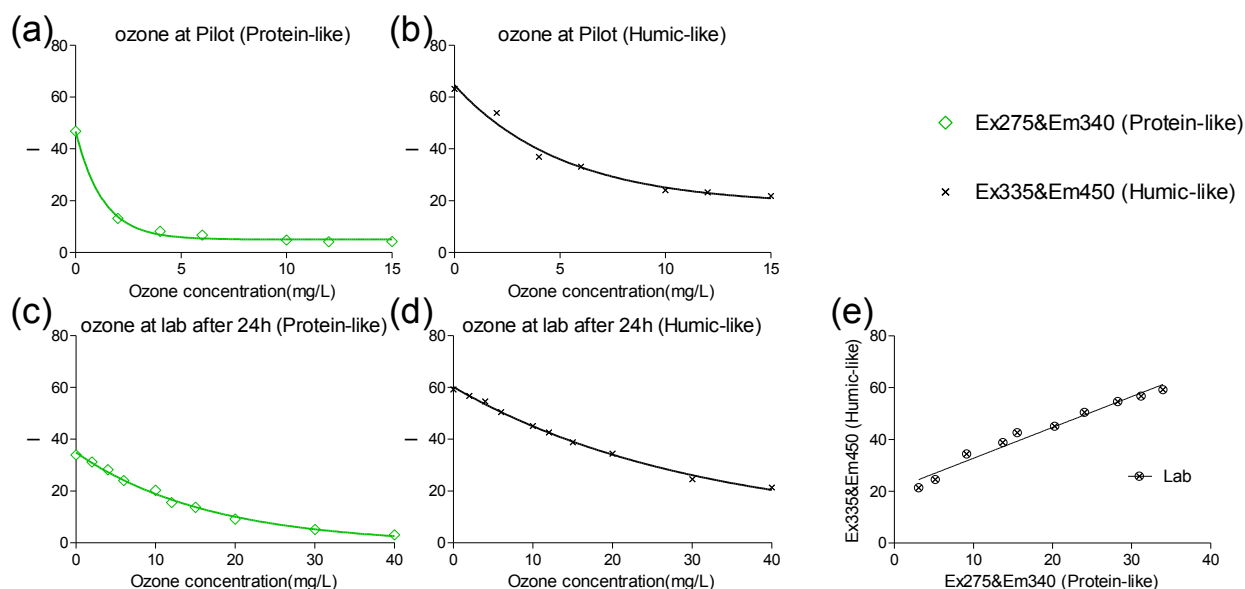 (a)
ozone at Pilot (Protein-like)
80
60
40
20
0
I
0 5 10 15
Ozone concentration(mg/L)
(b)
ozone at Pilot (Humic-like)
80
60
40
20
0
I
0 5 10 15
Ozone concentration(mg/L)
Ex275&Em340 (Protein-like)
Ex335&Em450 (Humic-like)
(c)
ozone at lab after 24h (Protein-like)
80
60
40
20
0
I
0 10 20 30 40
Ozone concentration(mg/L)
(d)
ozone at lab after 24h (Humic-like)
80
60
40
20
0
I
0 10 20 30 40
Ozone concentration(mg/L)
(e)
Ex335&Em450 (Humic-like)
80
60
40
20
0
Lab
0 10 20 30 40
Ex275&Em340 (Protein-like)